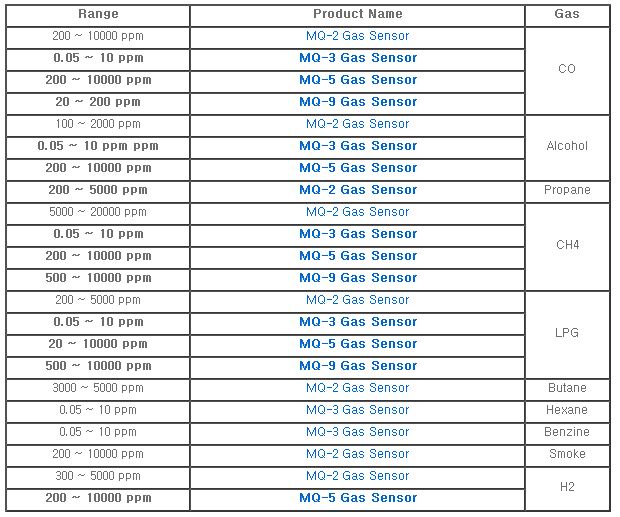 Range Product Name Gas
200 ~ 10000 ppm MQ-2 Gas Sensor CO
0.05 ~ 10 ppm MQ-3 Gas Sensor
200 ~ 10000 ppm MQ-5 Gas Sensor
20 ~ 200 ppm MQ-9 Gas Sensor
100 ~ 2000 ppm MQ-2 Gas Sensor Alcohol
0.05 ~ 10 ppm ppm MQ-3 Gas Sensor
200 ~ 10000 ppm MQ-5 Gas Sensor
200 ~ 5000 ppm MQ-2 Gas Sensor Propane
5000 ~ 20000 ppm MQ-2 Gas Sensor CH4
0.05 ~ 10 ppm MQ-3 Gas Sensor
200 ~ 10000 ppm MQ-5 Gas Sensor
500 ~ 10000 ppm MQ-9 Gas Sensor
200 ~ 5000 ppm MQ-2 Gas Sensor LPG
0.05 ~ 10 ppm MQ-3 Gas Sensor
20 ~ 10000 ppm MQ-5 Gas Sensor
500 ~ 10000 ppm MQ-9 Gas Sensor
3000 ~ 5000 ppm MQ-2 Gas Sensor Butane
0.05 ~ 10 ppm MQ-3 Gas Sensor Hexane
0.05 ~ 10 ppm MQ-3 Gas Sensor Benzine
200 ~ 10000 ppm MQ-2 Gas Sensor Smoke
300 ~ 5000 ppm MQ-2 Gas Sensor H2
200 ~ 10000 ppm MQ-5 Gas Sensor